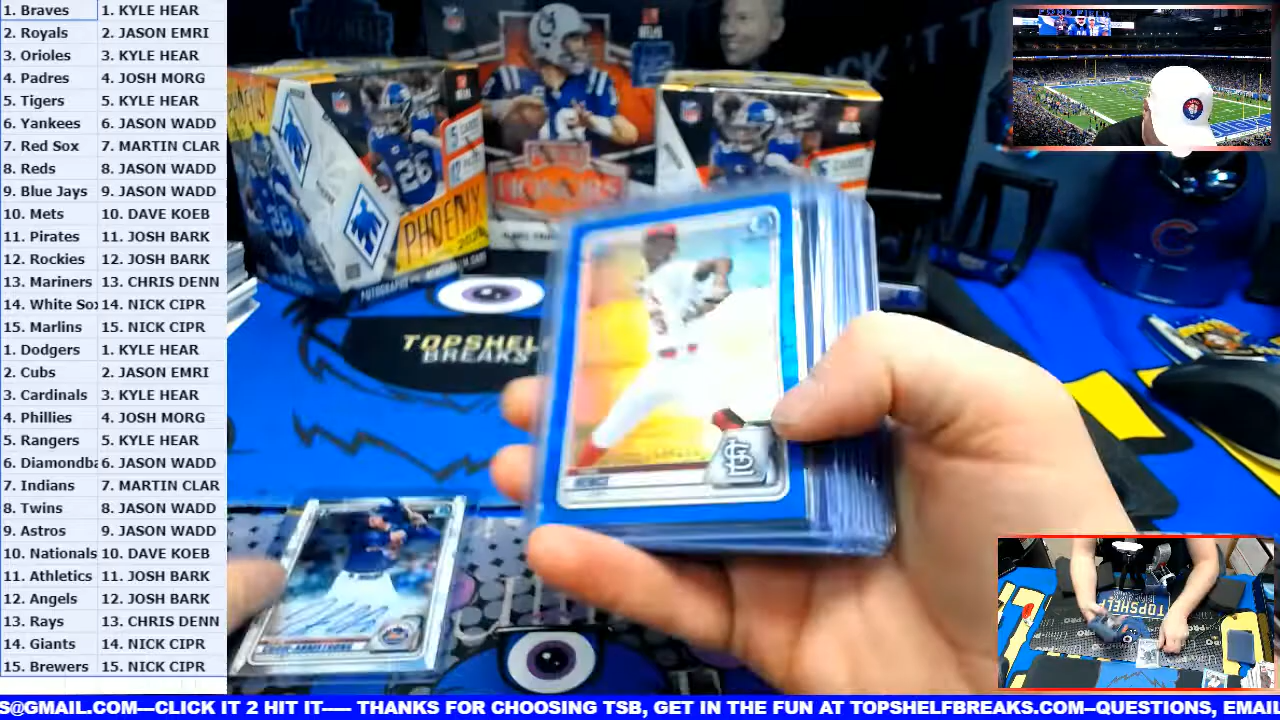 1. Braves 1. KYLE HEAR
2. Royals 2. JASON EMRI
3. Orioles 3. KYLE HEAR
4. Padres 4. JOSH MORG
5. Tigers 5. KYLE HEAR
6. Yankees 6. JASON WADD
7. Red Sox 7. MARTIN CLAR
8. Reds 8. JASON WADD
9. Blue Jays 9. JASON WADD
10. Mets 10. DAVE KOEB
11. Pirates 11. JOSH BARK
12. Rockies 12. JOSH BARK
13. Mariners 13. CHRIS DENN
14. White Sox 14. NICK CIPR
15. Marlins 15. NICK CIPR
1. Dodgers 1. KYLE HEAR
2. Cubs 2. JASON EMRI
3. Cardinals 3. KYLE HEAR
4. Phillies 4. JOSH MORG
5. Rangers 5. KYLE HEAR
6. Diamondba 6. JASON WADD
7. Indians 7. MARTIN CLAR
8. Twins 8. JASON WADD
9. Astros 9. JASON WADD
10. Nationals 10. DAVE KOEB
11. Athletics 11. JOSH BARK
12. Angels 12. JOSH BARK
13. Rays 13. CHRIS DENN
14. Giants 14. NICK CIPR
15. Brewers 15. NICK CIPR
PHOENIX
HONORS
26
TOPSHELF
BREAKS
TOPSHELF
S@GMAIL.COM---CLICK IT 2 HIT IT----- THANKS FOR CHOOSING TSB, GET IN THE FUN AT TOPSHELFBREAKS.COM--QUESTIONS, EMAIL